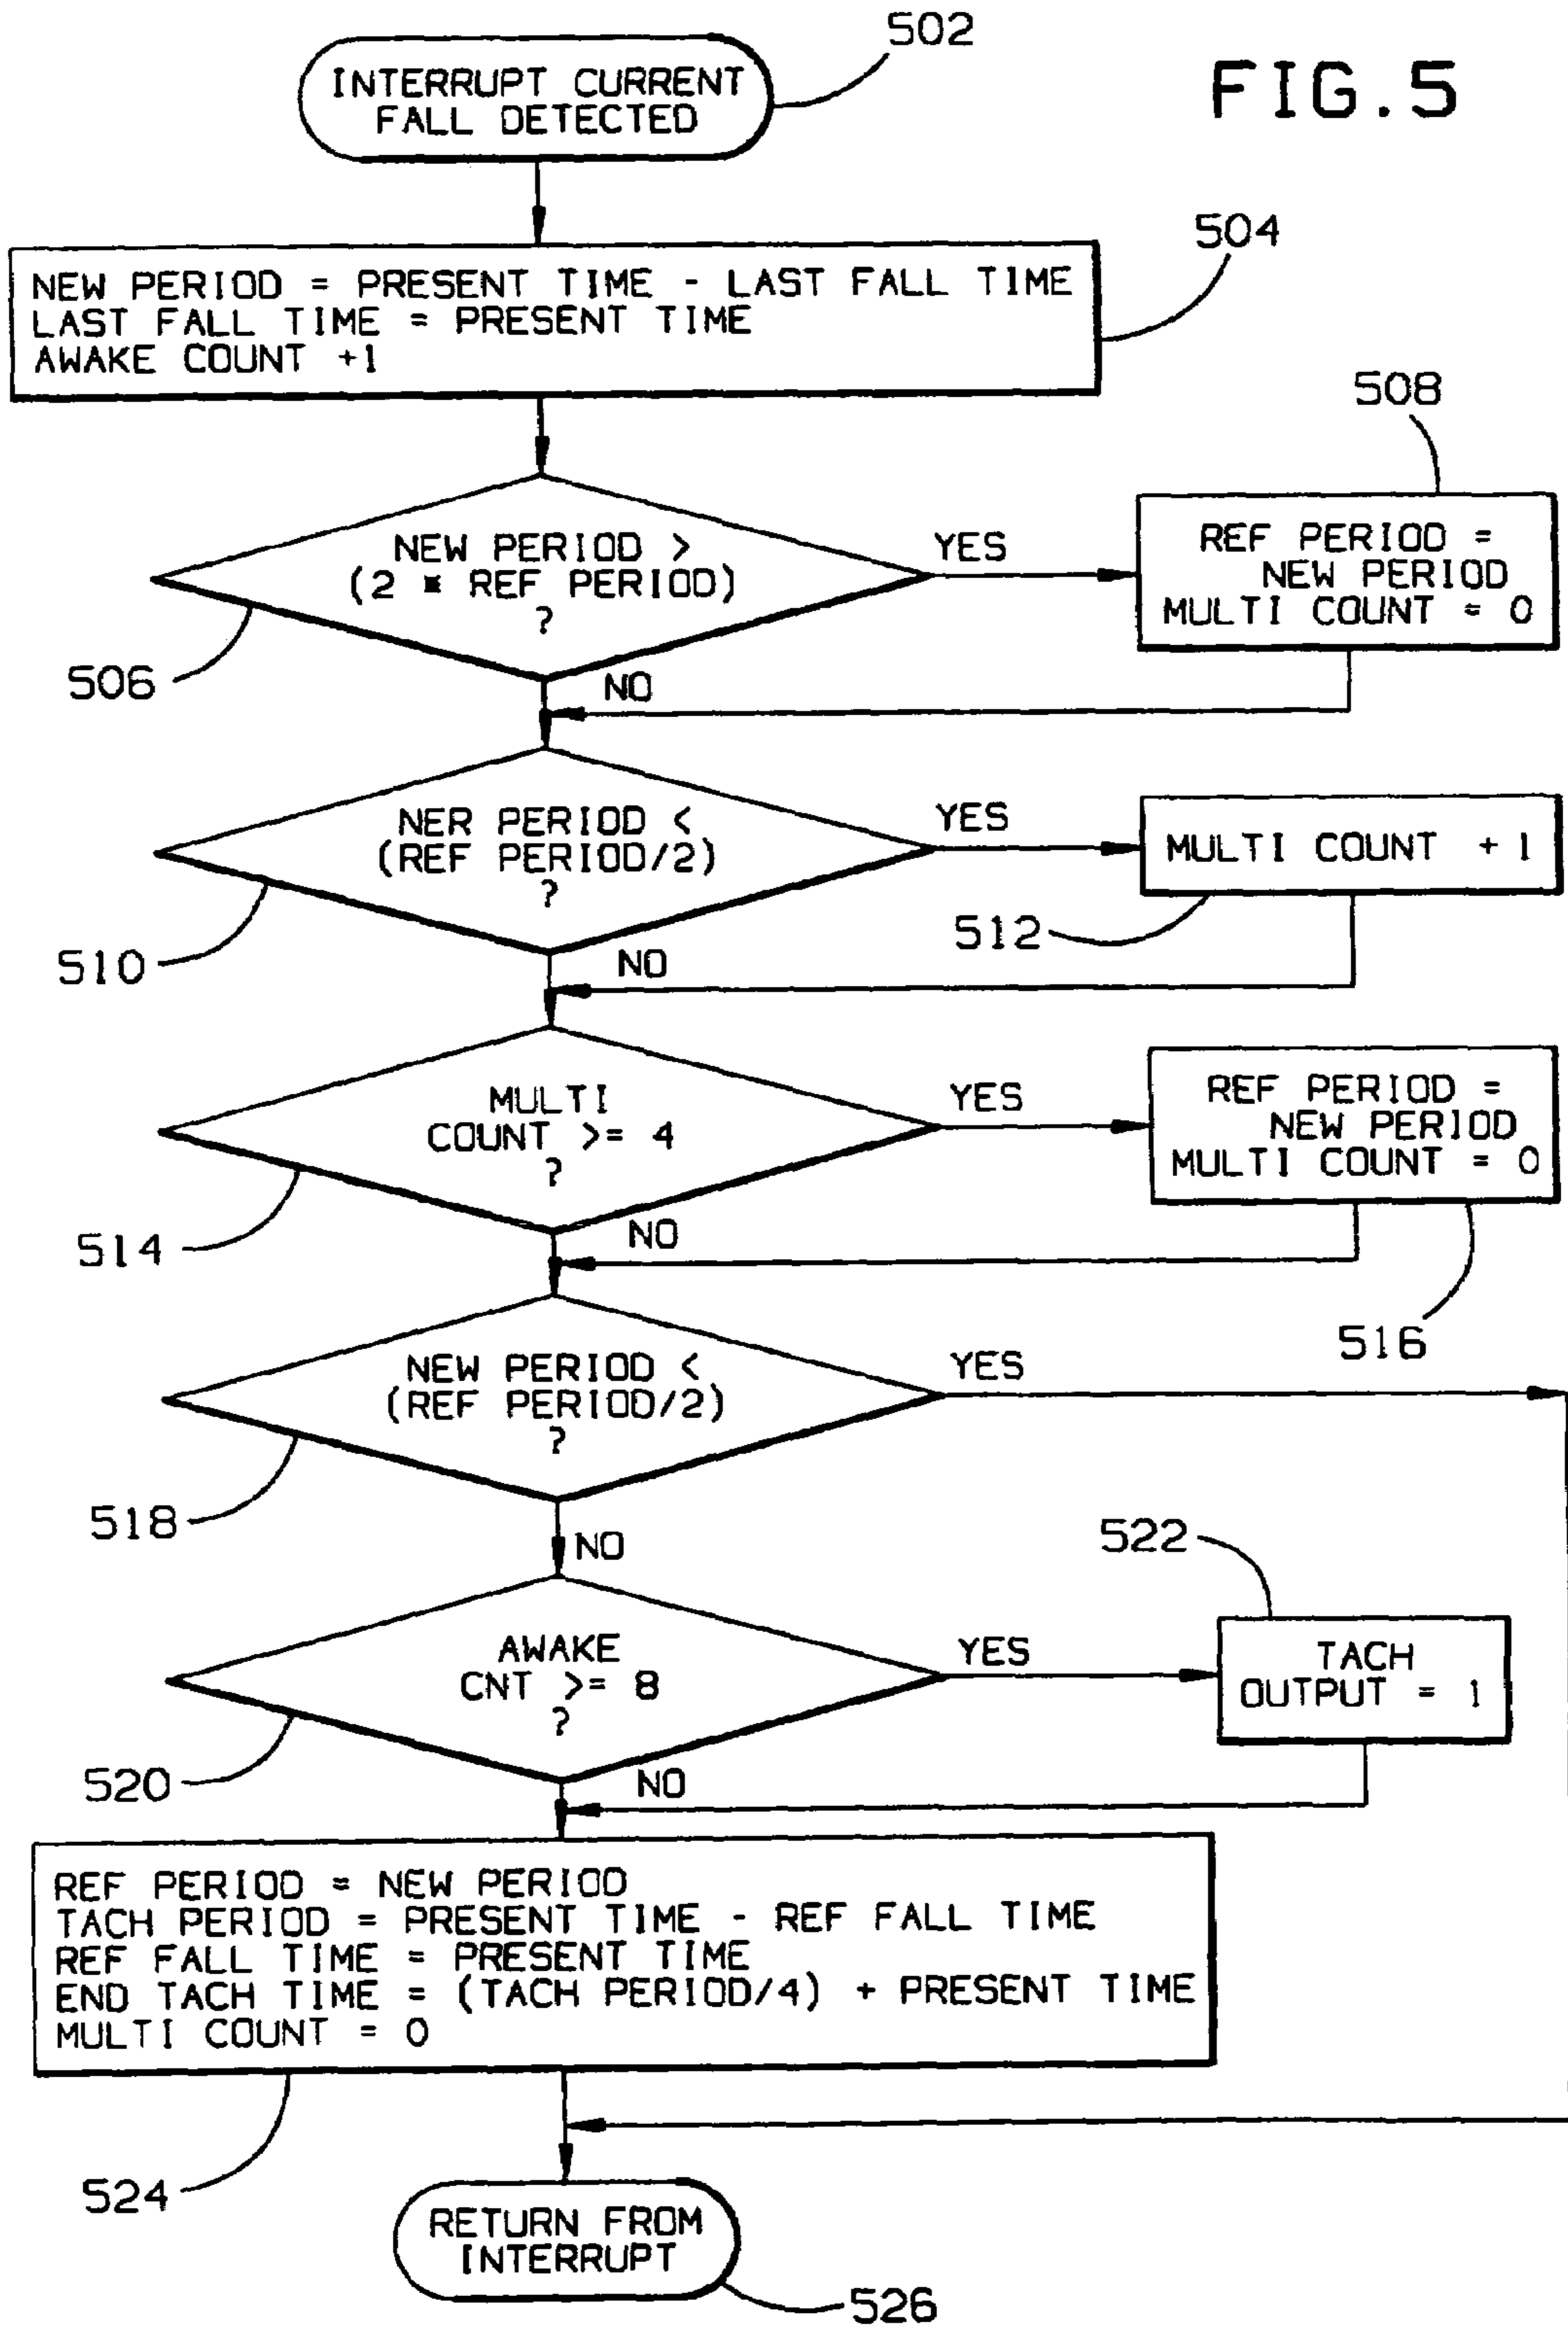 502
INTERRUPT CURRENT
FALL DETECTED
FIG.5
504
NEW PERIOD = PRESENT TIME - LAST FALL TIME
LAST FALL TIME = PRESENT TIME
AWAKE COUNT +1
508
NEW PERIOD >
(2 * REF PERIOD)
?
YES
REF PERIOD =
NEW PERIOD
MULTI COUNT = 0
506
NO
NER PERIOD <
(REF PERIOD/2)
?
YES
MULTI COUNT +1
512
510
NO
MULTI
COUNT >= 4
?
YES
REF PERIOD =
NEW PERIOD
MULTI COUNT = 0
514
NO
516
NEW PERIOD <
(REF PERIOD/2)
?
YES
518
NO
522
AWAKE
CNT >= 8
?
YES
TACH
OUTPUT = 1
520
NO
REF PERIOD = NEW PERIOD
TACH PERIOD = PRESENT TIME - REF FALL TIME
REF FALL TIME = PRESENT TIME
END TACH TIME = (TACH PERIOD/4) + PRESENT TIME
MULTI COUNT = 0
524
RETURN FROM
INTERRUPT
526